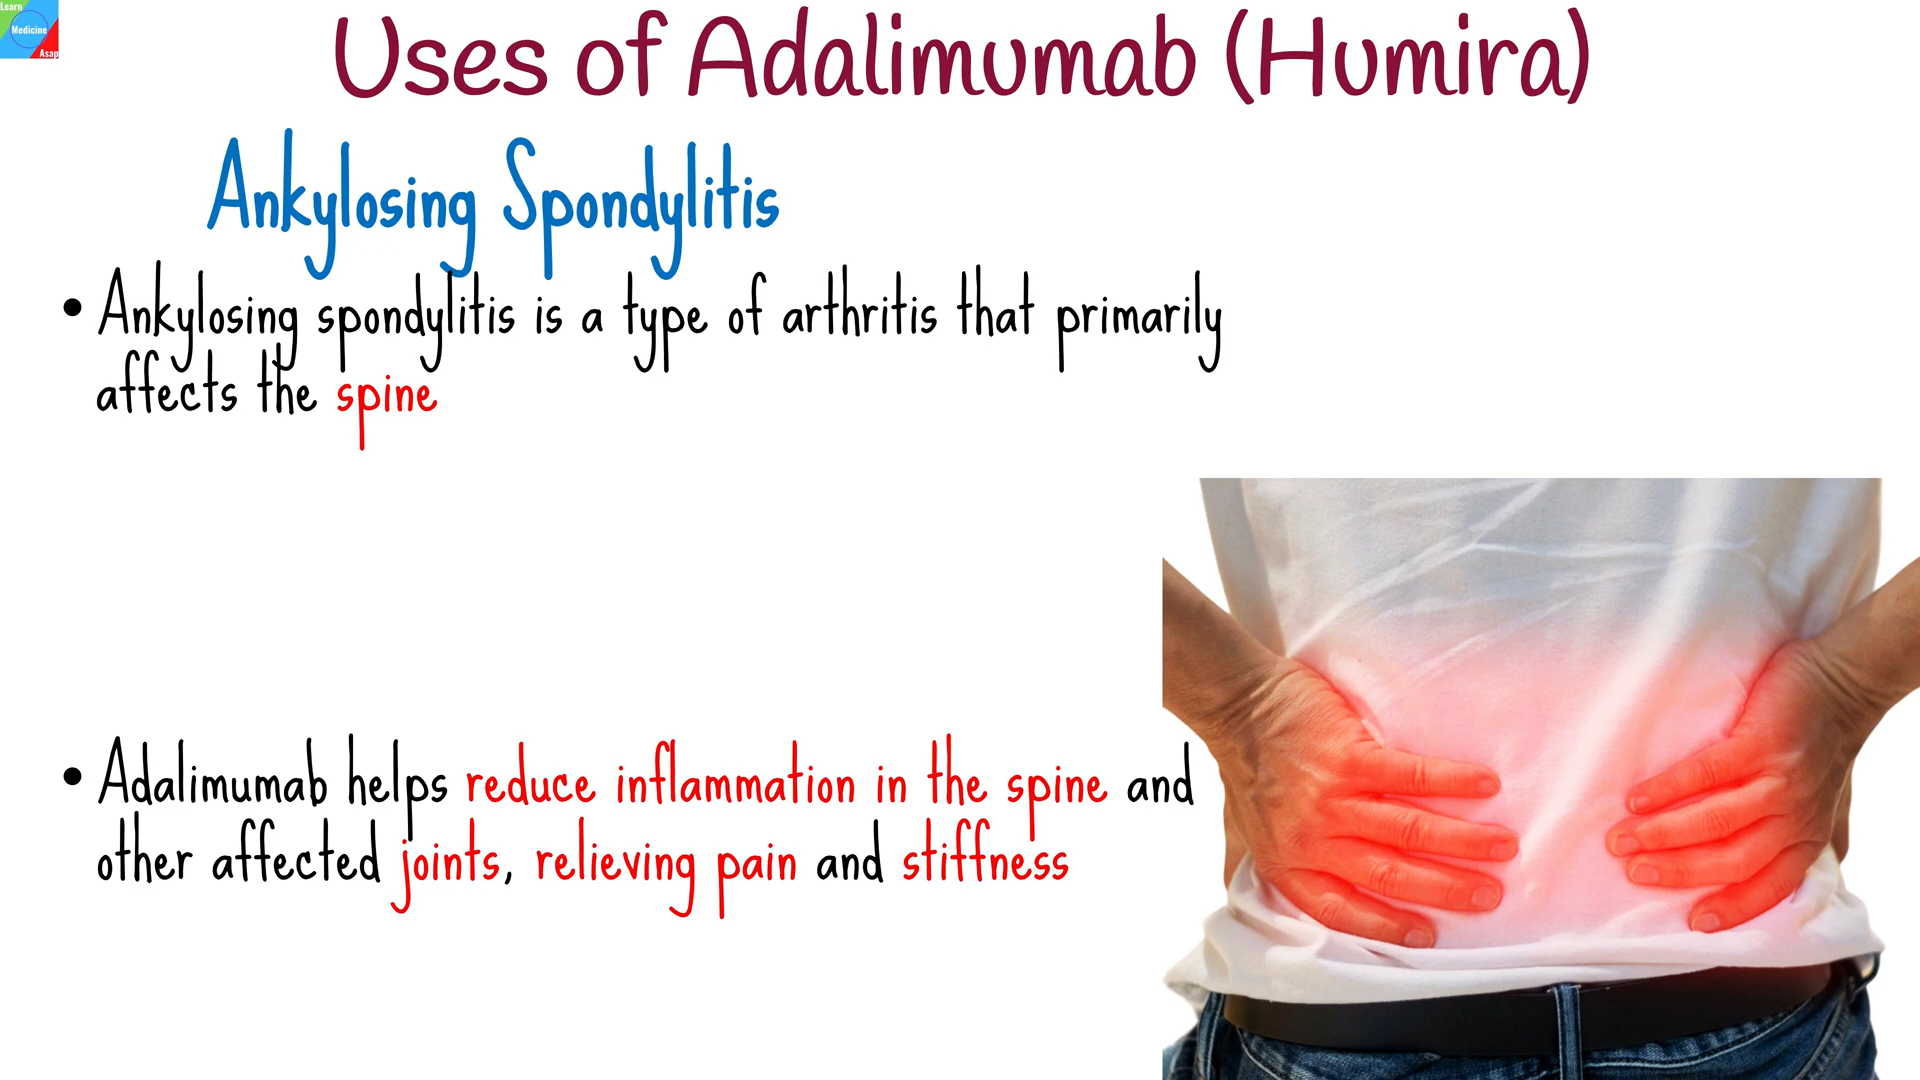 Learn
Medicine
Asap
Uses of Adalimumab (Humira)
Ankylosing Spondylitis
• Ankylosing spondylitis is a type of arthritis that primarily
affects the spine
• Adalimumab helps reduce inflammation in the spine and
other affected joints, relieving pain and stiffness